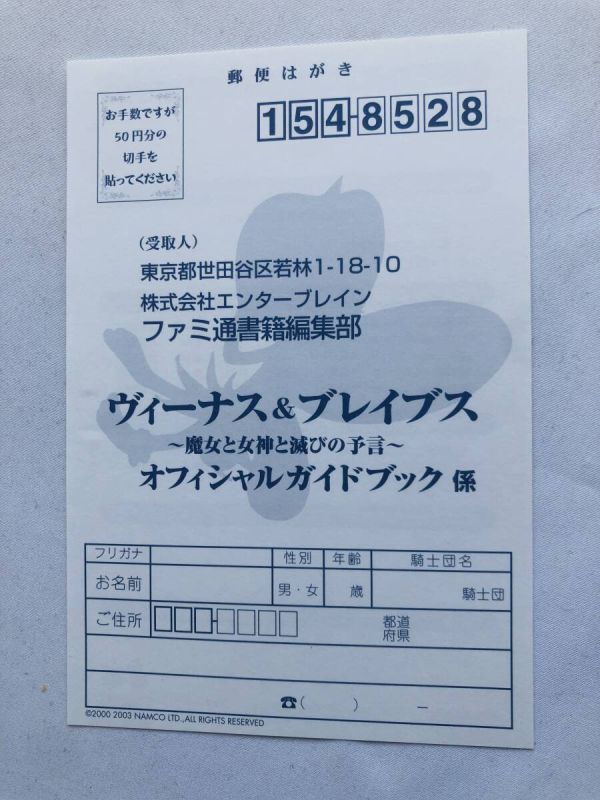 郵便はがき
お手数ですが
50円分の
切手を
貼ってください
154-8528
（受取人）
東京都世田谷区若林1-18-10
株式会社エンターブレイン
ファミ通書籍編集部
ヴィーナス&ブレイブス
～魔女と女神と滅びの予言～
オフィシャルガイドブック 係
フリガナ 性別 年齢 騎士団名
お名前 男・女 歳 騎士団
ご住所 都道
府県
☎( ) −
©2000 2003 NAMCO LTD.,ALL RIGHTS RESERVED